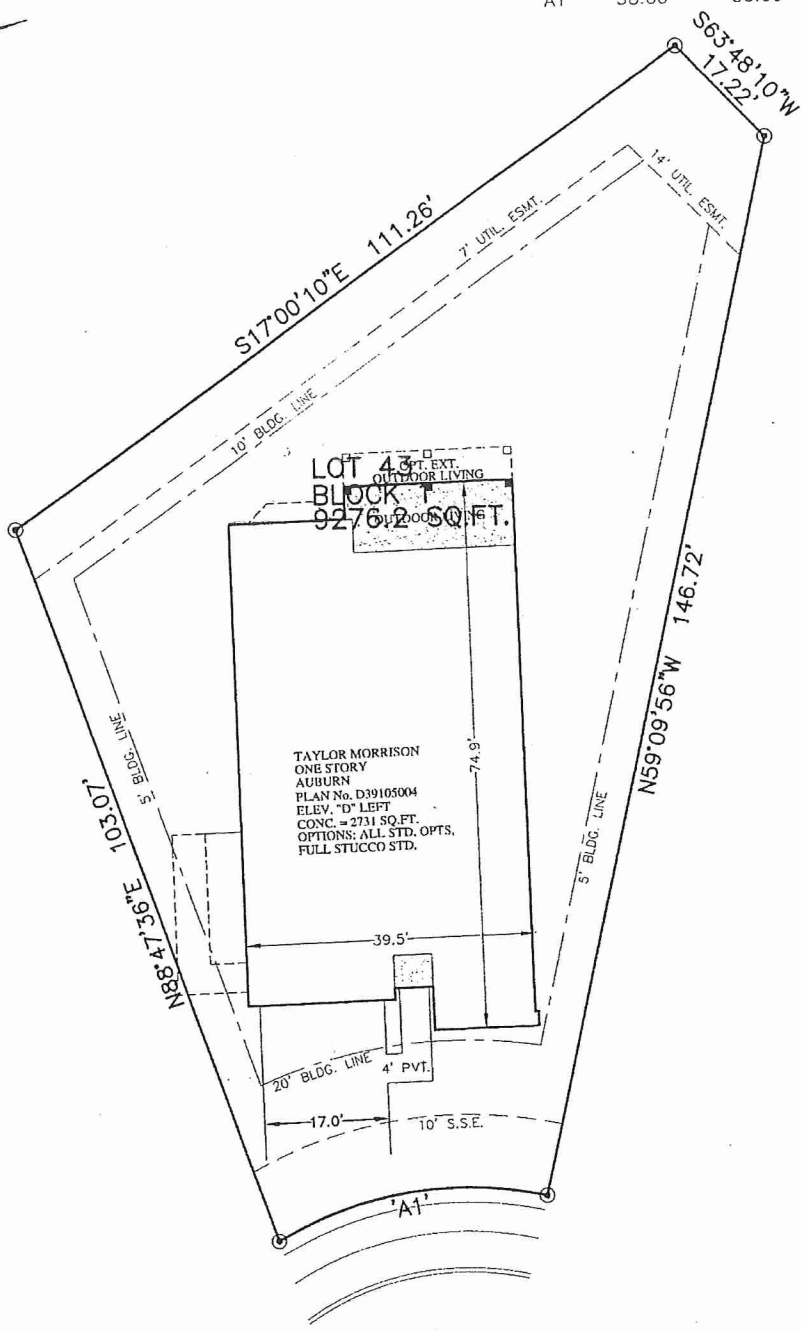 S63°48'10"W
17.22'
14' UTIL. ESMT.
7' UTIL. ESMT.
S17°00'10"E 111.26'
10' BLDG. LINE
LOT 43
BLOCK 1
9276.2 SQ.FT.
OPT. EXT.
OUTDOOR LIVING
OUTDOOR LIVING
N59°09'56"W 146.72'
5' BLDG. LINE
N88°47'36"E 103.07'
TAYLOR MORRISON
ONE STORY
AUBURN
PLAN No. D39105004
ELEV. "D" LEFT
CONC. = 2731 SQ.FT.
OPTIONS: ALL STD. OPTS,
FULL STUCCO STD.
74.9'
39.5'
5' BLDG. LINE
20' BLDG. LINE
4' PVT.
17.0'
10' S.S.E.
'A1'